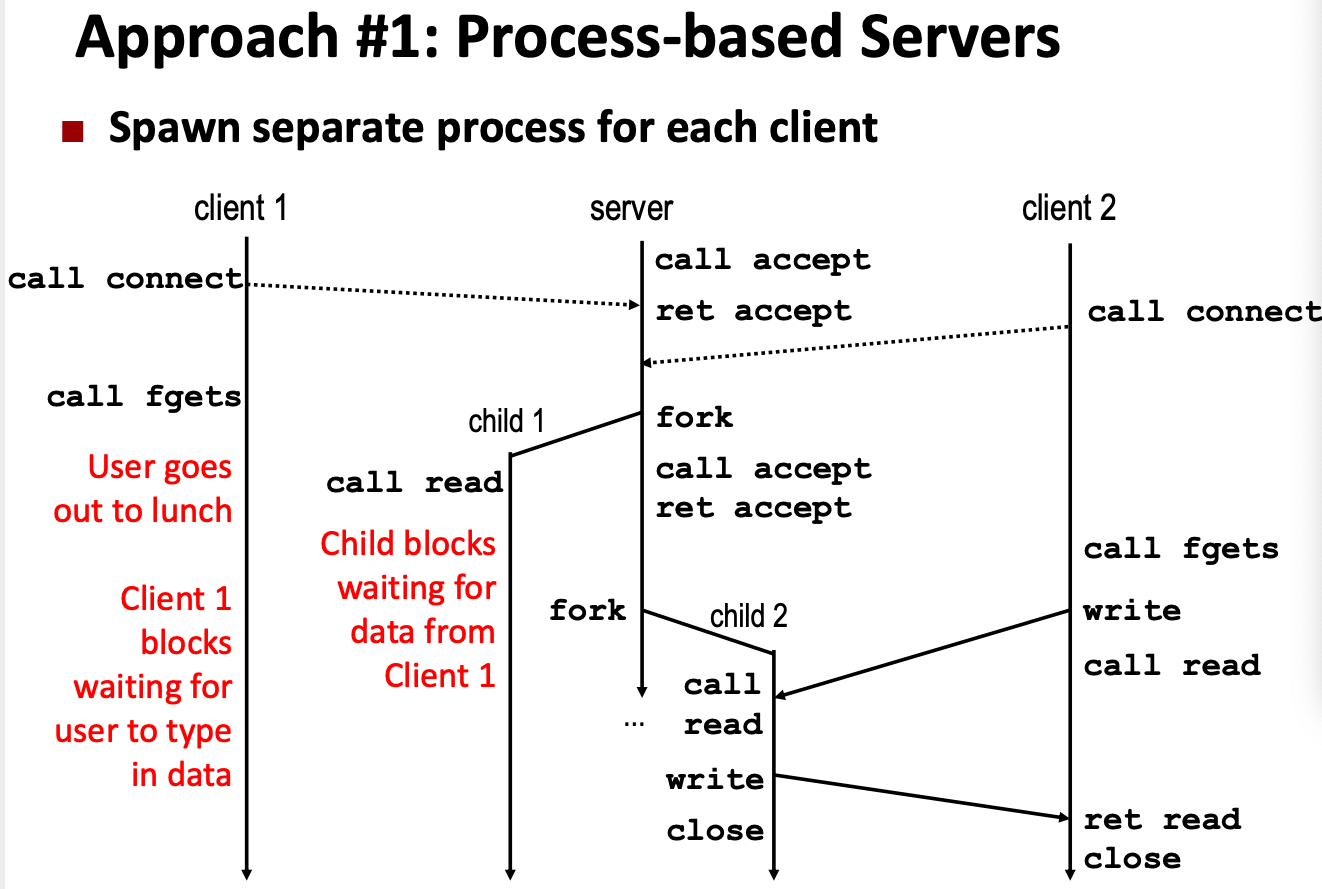 Approach #1: Process-based Servers
■ Spawn separate process for each client
client 1
server
client 2
call connect
call accept
ret accept
call connect
call fgets
child 1
fork
User goes
out to lunch
call read
call accept
ret accept
Child blocks
waiting for
data from
Client 1
call fgets
Client 1
blocks
waiting for
user to type
in data
fork
child 2
write
call read
call
read
...
write
close
ret read
close